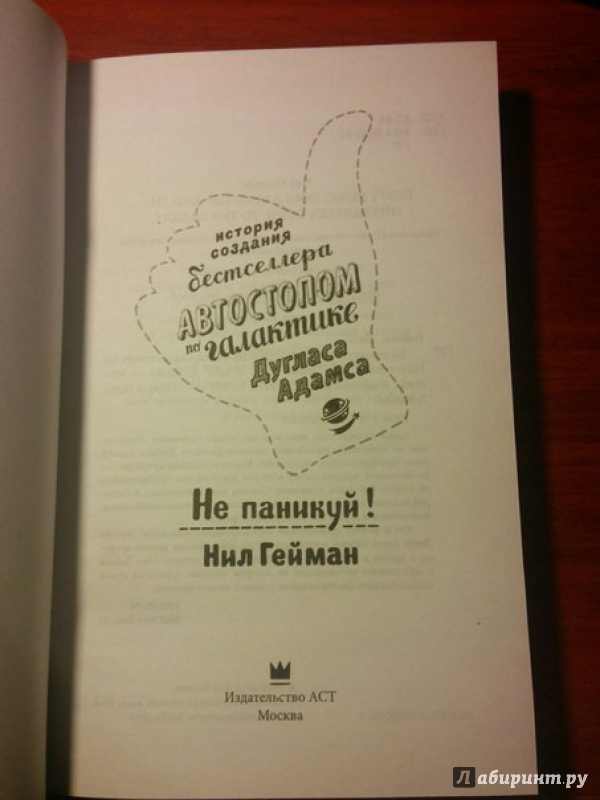 история
создания
бестселлера
АВТОСТОПОМ
по галактике
Дугласа
Адамса
Не паникуй!
Нил Гейман
Издательство АСТ
Москва
Лабиринт.ру